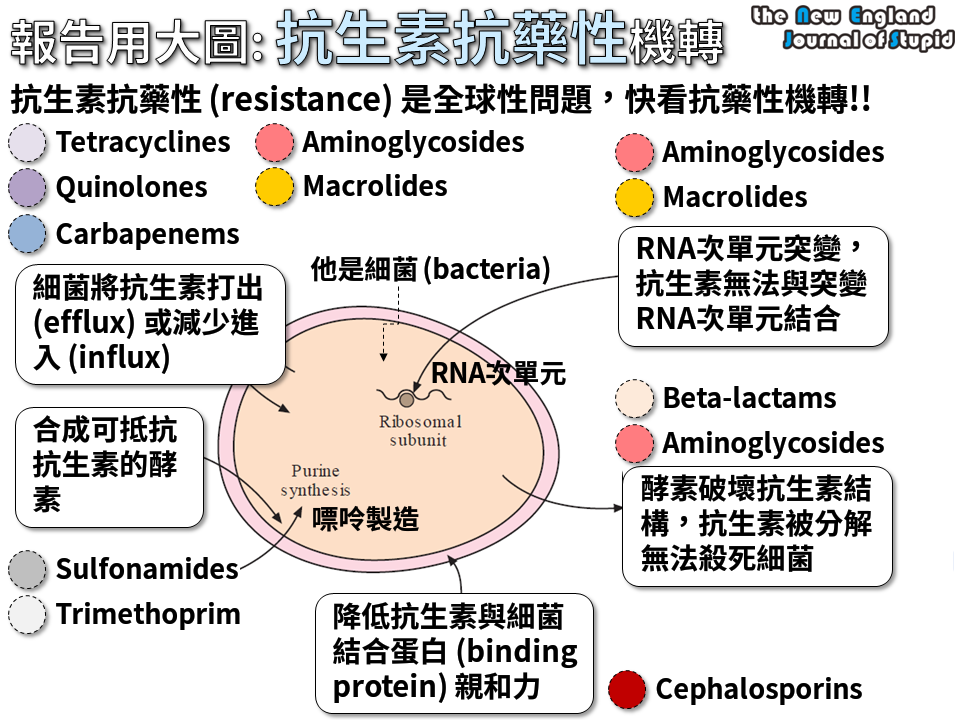 報告用大圖: 抗生素抗藥性機轉
the New England
Journal of Stupid
抗生素抗藥性 (resistance) 是全球性問題，快看抗藥性機轉!!
Tetracyclines
Quinolones
Carbapenems
Aminoglycosides
Macrolides
Aminoglycosides
Macrolides
細菌將抗生素打出
(efflux) 或減少進
入 (influx)
他是細菌 (bacteria)
RNA次單元突變，
抗生素無法與突變
RNA次單元結合
RNA次單元
Ribosomal
subunit
合成可抵抗
抗生素的酵
素
Purine
synthesis
嘌呤製造
Beta-lactams
Aminoglycosides
酵素破壞抗生素結
構，抗生素被分解
無法殺死細菌
Sulfonamides
Trimethoprim
降低抗生素與細菌
結合蛋白 (binding
protein) 親和力
Cephalosporins